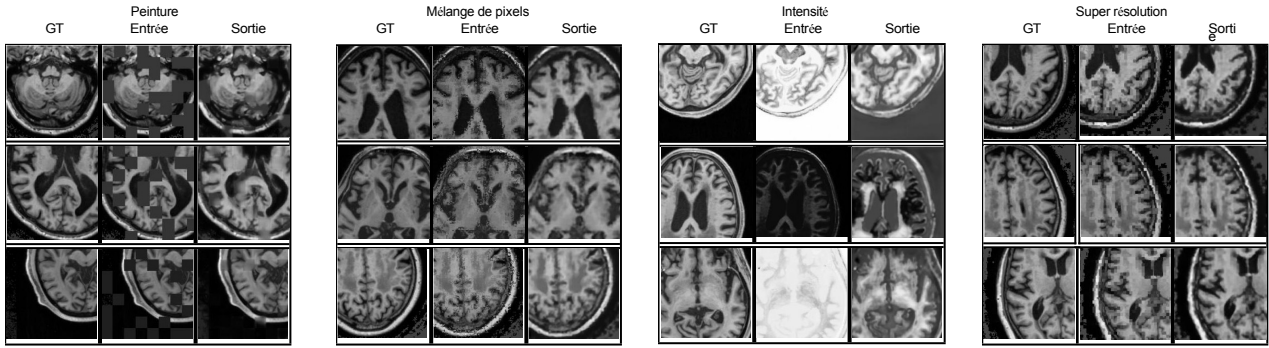 Peinture
GT Entrée Sortie
Mélange de pixels
GT Entrée Sortie
Intensité
GT Entrée Sortie
Super résolution
GT Entrée Sorti
e